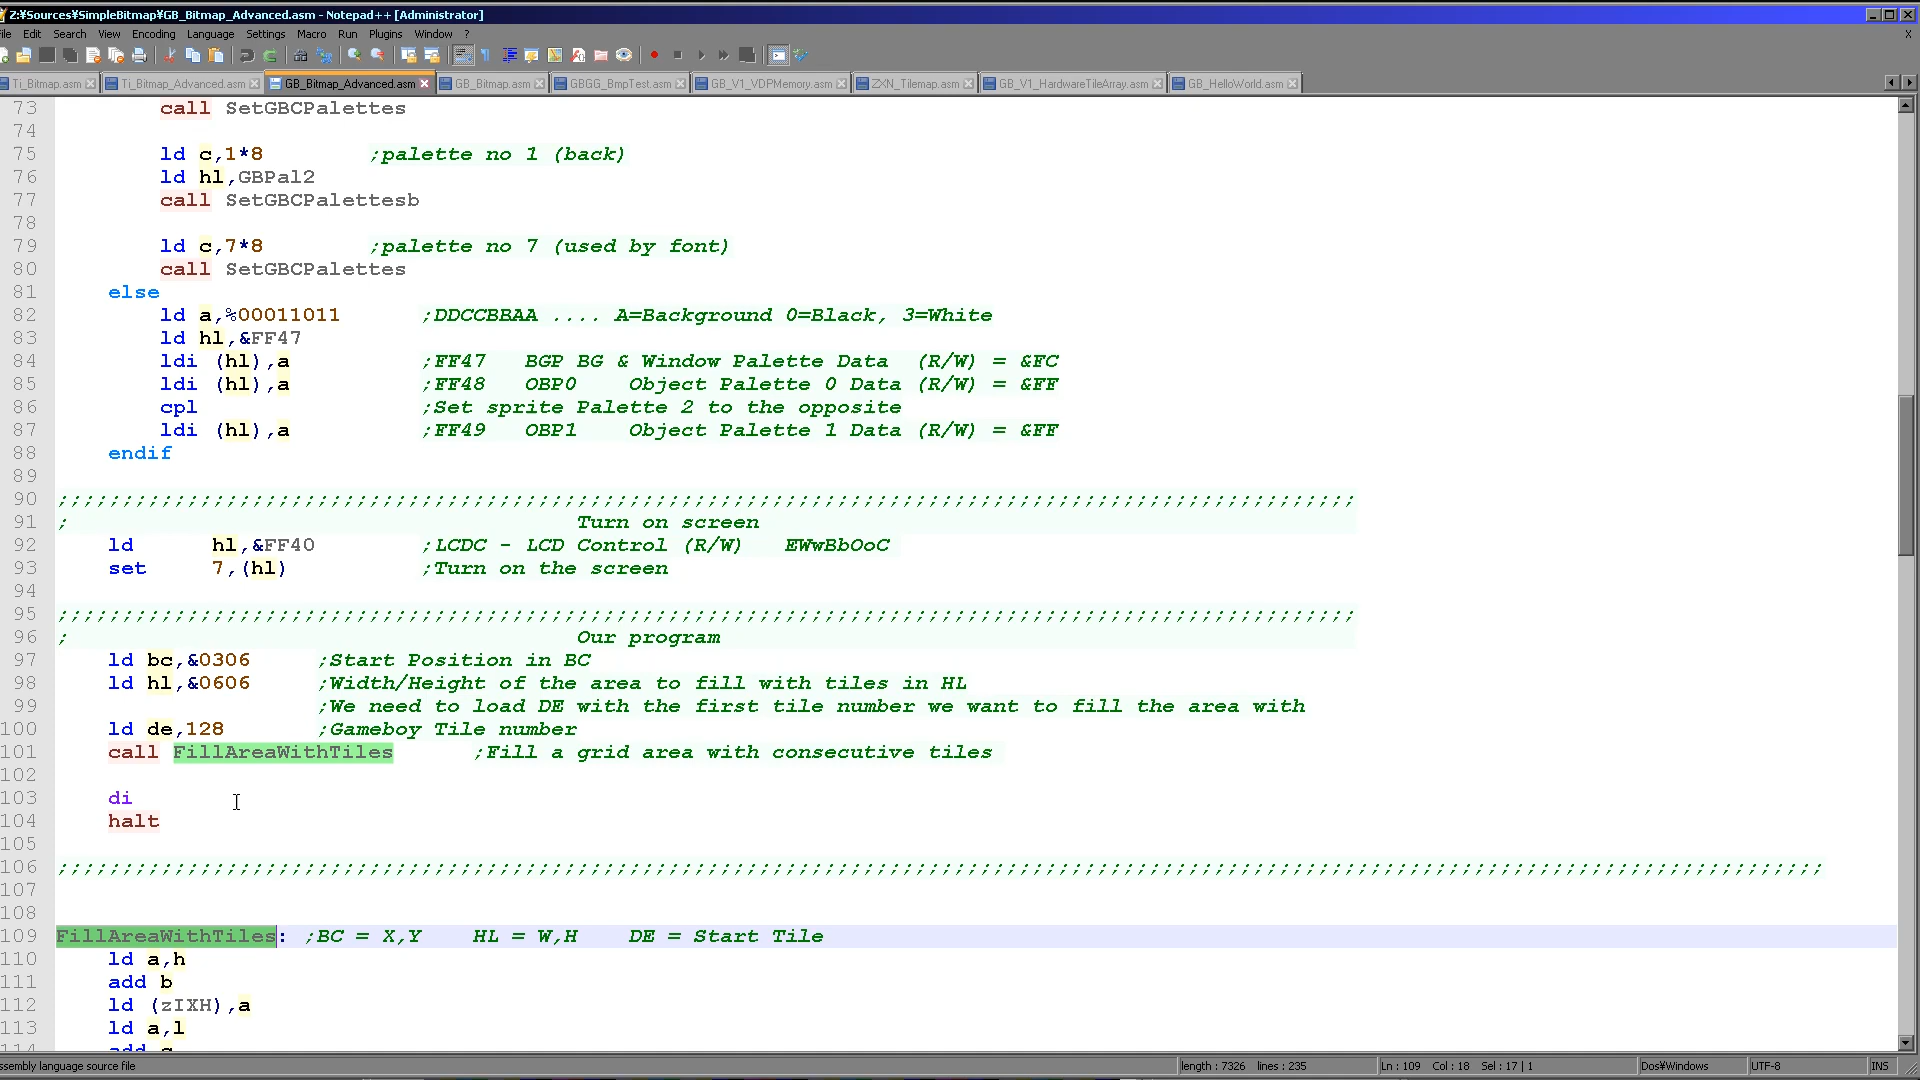 Z:¥Sources¥SimpleBitmap¥GB_Bitmap_Advanced.asm - Notepad++ [Administrator]
ile Edit Search View Encoding Language Settings Macro Run Plugins Window ? X
Ti_Bitmap.asm Ti_Bitmap_Advanced.asm GB_Bitmap_Advanced.asm GB_Bitmap.asm GBGG_BmpTest.asm GB_V1_VDPMemory.asm ZXN_Tilemap.asm GB_V1_HardwareTileArray.asm GB_HelloWorld.asm
73 call SetGBCPalettes
74
75 ld c,1*8 ;palette no 1 (back)
76 ld hl,GBPal2
77 call SetGBCPalettesb
78
79 ld c,7*8 ;palette no 7 (used by font)
80 call SetGBCPalettes
81 else
82 ld a,%00011011 ;DDCCBBAA .... A=Background 0=Black, 3=White
83 ld hl,&FF47
84 ldi (hl),a ;FF47 BGP BG & Window Palette Data (R/W) = &FC
85 ldi (hl),a ;FF48 OBP0 Object Palette 0 Data (R/W) = &FF
86 cpl ;Set sprite Palette 2 to the opposite
87 ldi (hl),a ;FF49 OBP1 Object Palette 1 Data (R/W) = &FF
88 endif
89
90 ;;;;;;;;;;;;;;;;;;;;;;;;;;;;;;;;;;;;;;;;;;;;;;;;;;;;;;;;;;;;;;;;;;;;;;;;;;;;;;;;;;;;;;;;;;;;;;;;;;;;
91 ; Turn on screen
92 ld hl,&FF40 ;LCDC - LCD Control (R/W) EWwBbOoC
93 set 7,(hl) ;Turn on the screen
94
95 ;;;;;;;;;;;;;;;;;;;;;;;;;;;;;;;;;;;;;;;;;;;;;;;;;;;;;;;;;;;;;;;;;;;;;;;;;;;;;;;;;;;;;;;;;;;;;;;;;;;;
96 ; Our program
97 ld bc,&0306 ;Start Position in BC
98 ld hl,&0606 ;Width/Height of the area to fill with tiles in HL
99 ;We need to load DE with the first tile number we want to fill the area with
100 ld de,128 ;Gameboy Tile number
101 call FillAreaWithTiles ;Fill a grid area with consecutive tiles
102
103 di
104 halt
105
106 ;;;;;;;;;;;;;;;;;;;;;;;;;;;;;;;;;;;;;;;;;;;;;;;;;;;;;;;;;;;;;;;;;;;;;;;;;;;;;;;;;;;;;;;;;;;;;;;;;;;;;;;;;;;;;;;;;;;;;;;;;;;;;;;;;;;;;;;;
107
108
109 FillAreaWithTiles: ;BC = X,Y HL = W,H DE = Start Tile
110 ld a,h
111 add b
112 ld (zIXH),a
113 ld a,l
114 add c
ssembly language source file length : 7326 lines : 235 Ln : 109 Col : 18 Sel : 17 | 1 Dos¥Windows UTF-8 INS